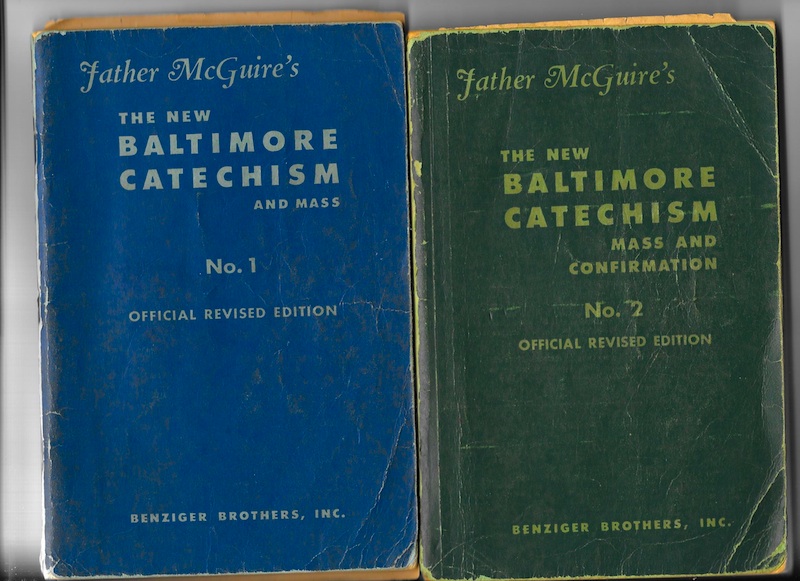 Father McGuire's
THE NEW
BALTIMORE
CATECHISM
AND MASS
No. 1
OFFICIAL REVISED EDITION
BENZIGER BROTHERS, INC.
Father McGuire's
THE NEW
BALTIMORE
CATECHISM
MASS AND
CONFIRMATION
No. 2
OFFICIAL REVISED EDITION
BENZIGER BROTHERS, INC.